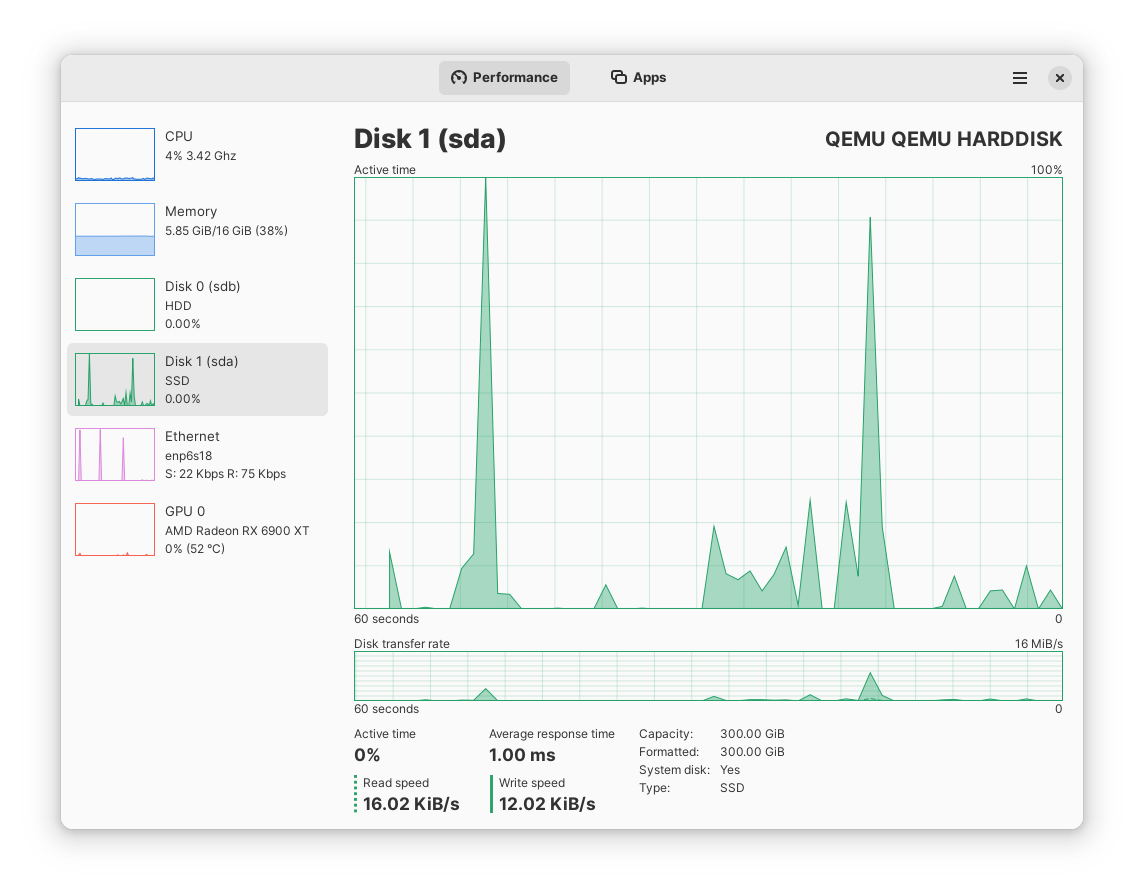 Performance
Apps
CPU
4% 3.42 Ghz
Memory
5.85 GiB/16 GiB (38%)
Disk 0 (sdb)
HDD
0.00%
Disk 1 (sda)
SSD
0.00%
Ethernet
enp6s18
S: 22 Kbps R: 75 Kbps
GPU 0
AMD Radeon RX 6900 XT
0% (52 °C)
Disk 1 (sda)
QEMU QEMU HARDDISK
Active time
100%
60 seconds
0
Disk transfer rate
16 MiB/s
60 seconds
0
Active time
0%
Average response time
1.00 ms
Read speed
16.02 KiB/s
Write speed
12.02 KiB/s
Capacity: 300.00 GiB
Formatted: 300.00 GiB
System disk: Yes
Type: SSD